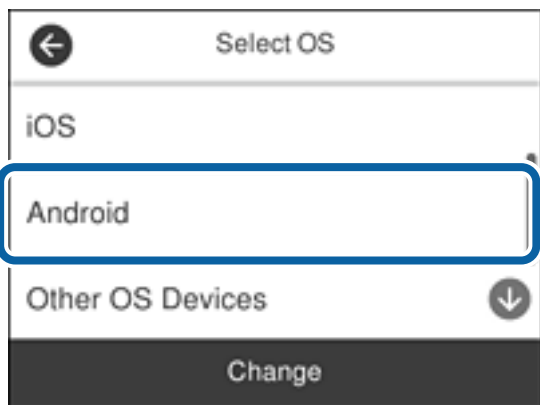 Select OS
iOS
Android
Other OS Devices
Change